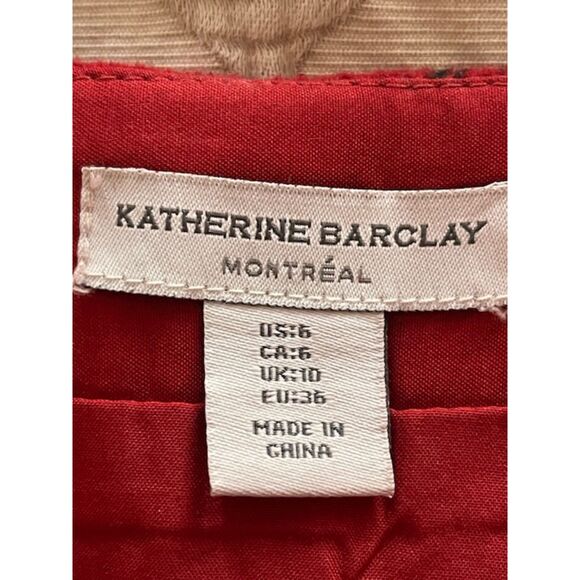 KATHERINE BARCLAY
MONTRÉAL
US:6
CA:6
UK:10
EU:36
MADE IN
CHINA